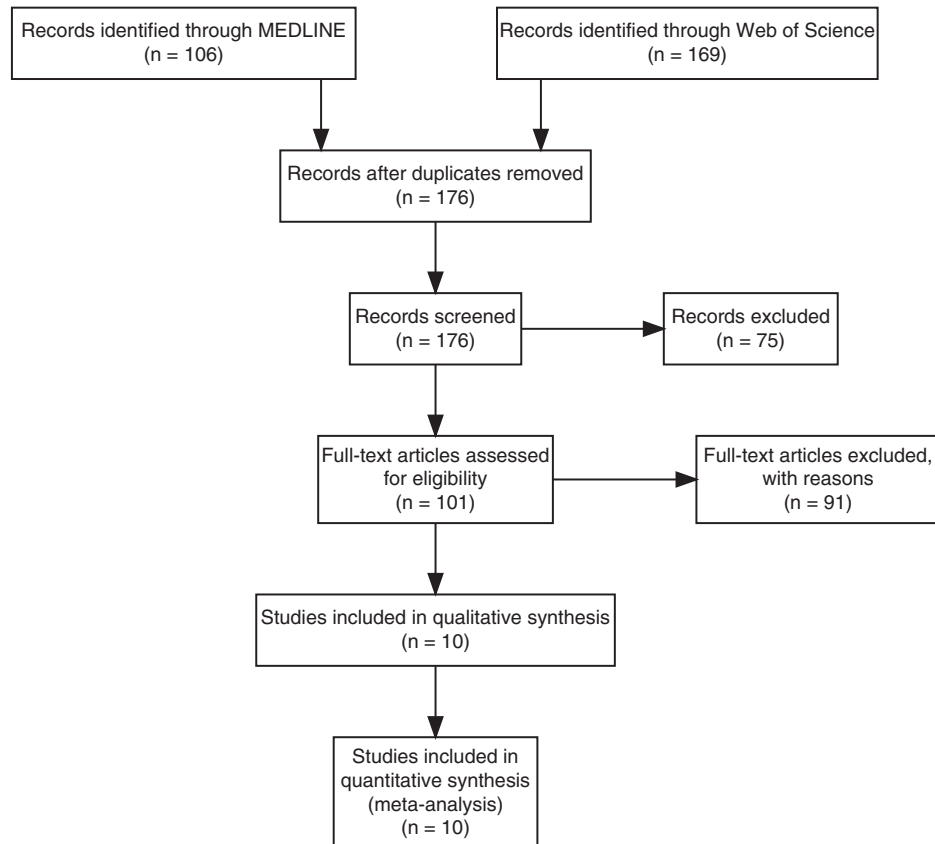 Records identified through MEDLINE
(n = 106)
Records identified through Web of Science
(n = 169)
Records after duplicates removed
(n = 176)
Records screened
(n = 176)
Records excluded
(n = 75)
Full-text articles assessed
for eligibility
(n = 101)
Full-text articles excluded,
with reasons
(n = 91)
Studies included in qualitative synthesis
(n = 10)
Studies included in
quantitative synthesis
(meta-analysis)
(n = 10)